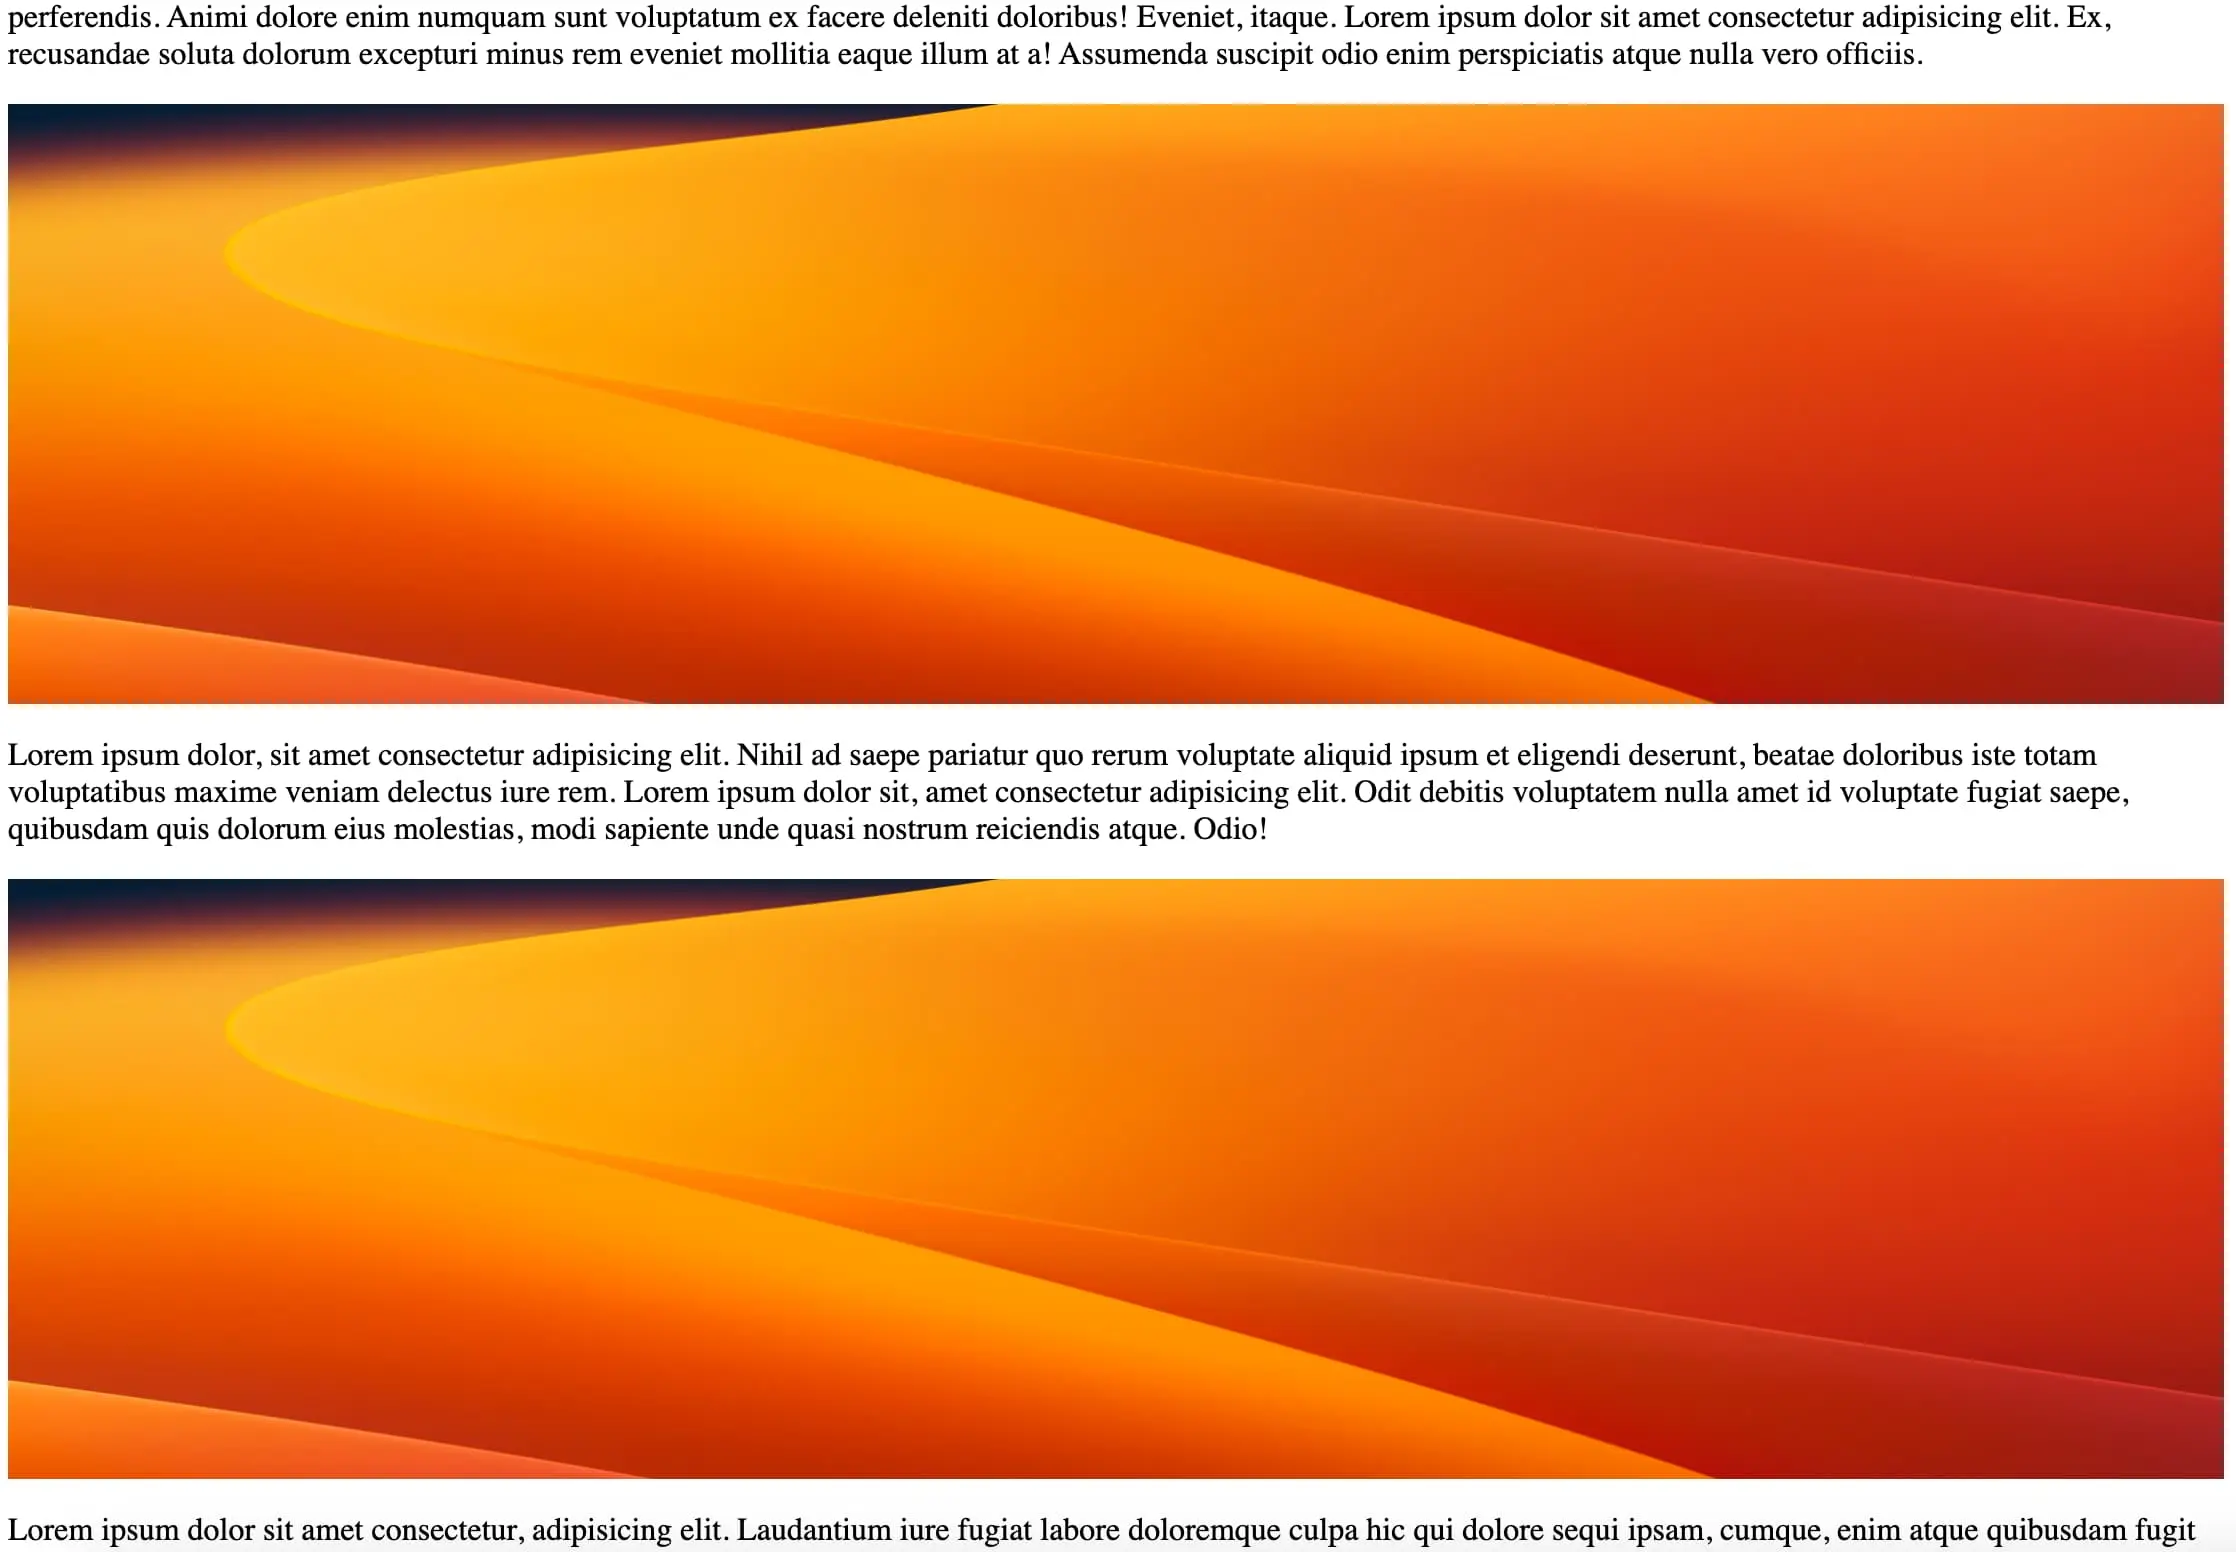 perferendis. Animi dolore enim numquam sunt voluptatum ex facere deleniti doloribus! Eveniet, itaque. Lorem ipsum dolor sit amet consectetur adipisicing elit. Ex,
recusandae soluta dolorum excepturi minus rem eveniet mollitia eaque illum at a! Assumenda suscipit odio enim perspiciatis atque nulla vero officiis.
Lorem ipsum dolor, sit amet consectetur adipisicing elit. Nihil ad saepe pariatur quo rerum voluptate aliquid ipsum et eligendi deserunt, beatae doloribus iste totam
voluptatibus maxime veniam delectus iure rem. Lorem ipsum dolor sit, amet consectetur adipisicing elit. Odit debitis voluptatem nulla amet id voluptate fugiat saepe,
quibusdam quis dolorum eius molestias, modi sapiente unde quasi nostrum reiciendis atque. Odio!
Lorem ipsum dolor sit amet consectetur, adipisicing elit. Laudantium iure fugiat labore doloremque culpa hic qui dolore sequi ipsam, cumque, enim atque quibusdam fugit